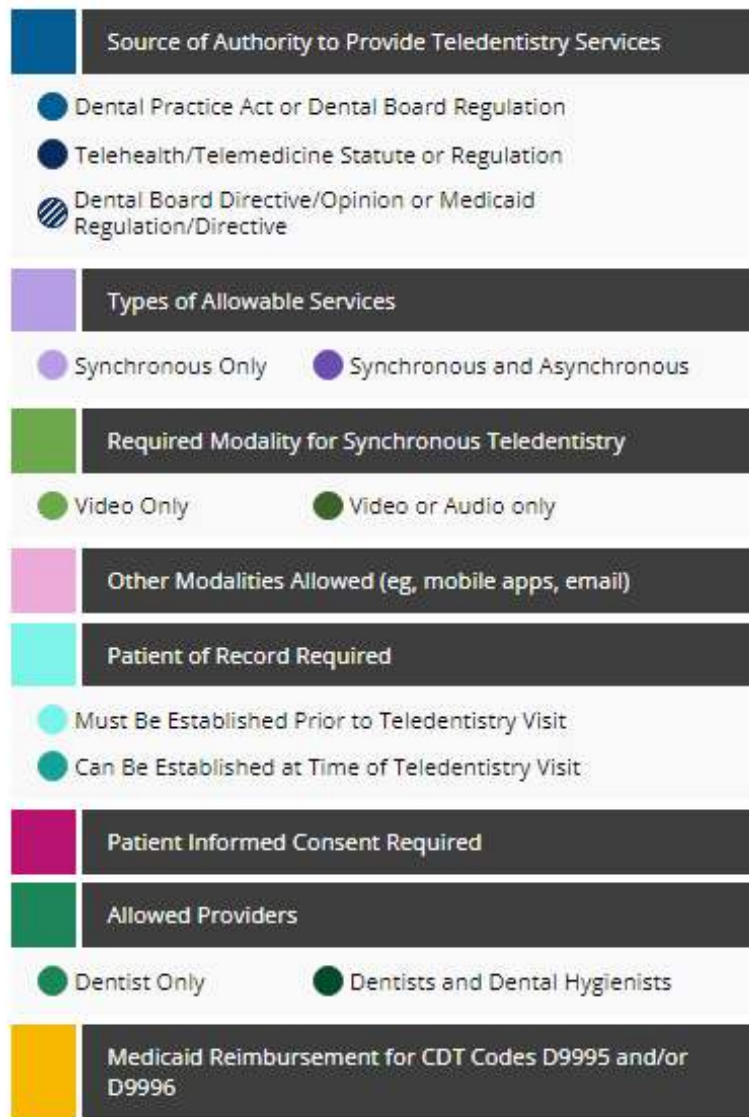 Source of Authority to Provide Teledentistry Services
Dental Practice Act or Dental Board Regulation
Telehealth/Telemedicine Statute or Regulation
Dental Board Directive/Opinion or Medicaid
Regulation/Directive
Types of Allowable Services
Synchronous Only
Synchronous and Asynchronous
Required Modality for Synchronous Teledentistry
Video Only
Video or Audio only
Other Modalities Allowed (eg, mobile apps, email)
Patient of Record Required
Must Be Established Prior to Teledentistry Visit
Can Be Established at Time of Teledentistry Visit
Patient Informed Consent Required
Allowed Providers
Dentist Only
Dentists and Dental Hygienists
Medicaid Reimbursement for CDT Codes D9995 and/or
D9996